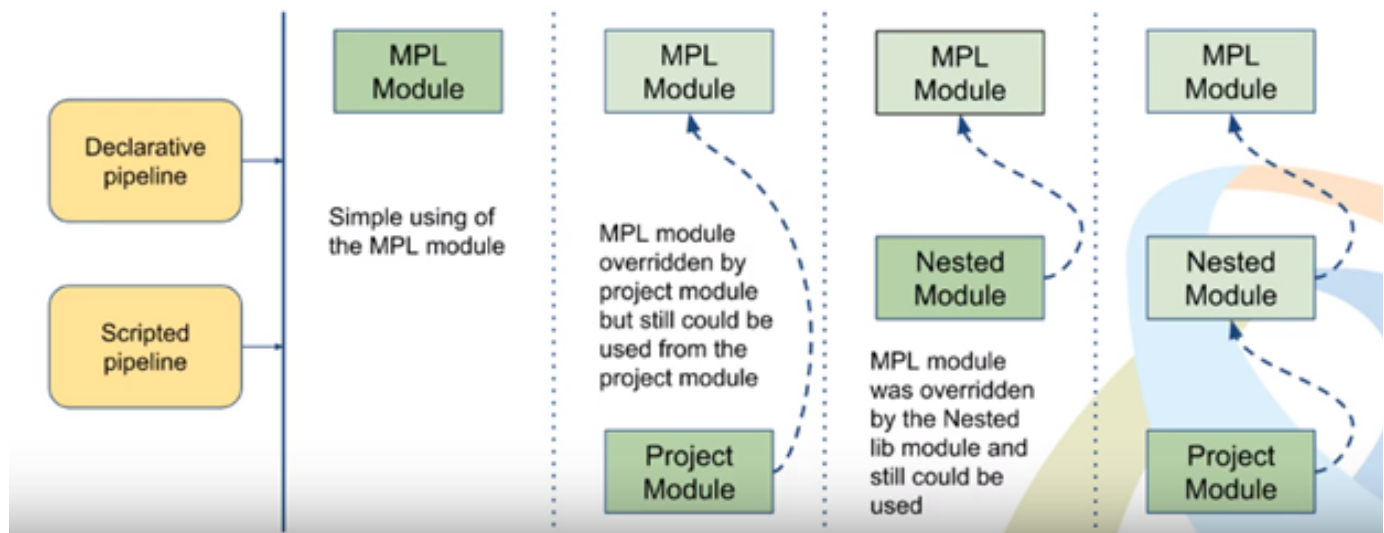 Declarative
pipeline
Scripted
pipeline
MPL
Module
Simple using of
the MPL module
MPL
Module
MPL module
overridden by
project module
but still could be
used from the
project module
Project
Module
MPL
Module
Nested
Module
MPL module
was overridden
by the Nested
lib module and
still could be
used
MPL
Module
Nested
Module
Project
Module